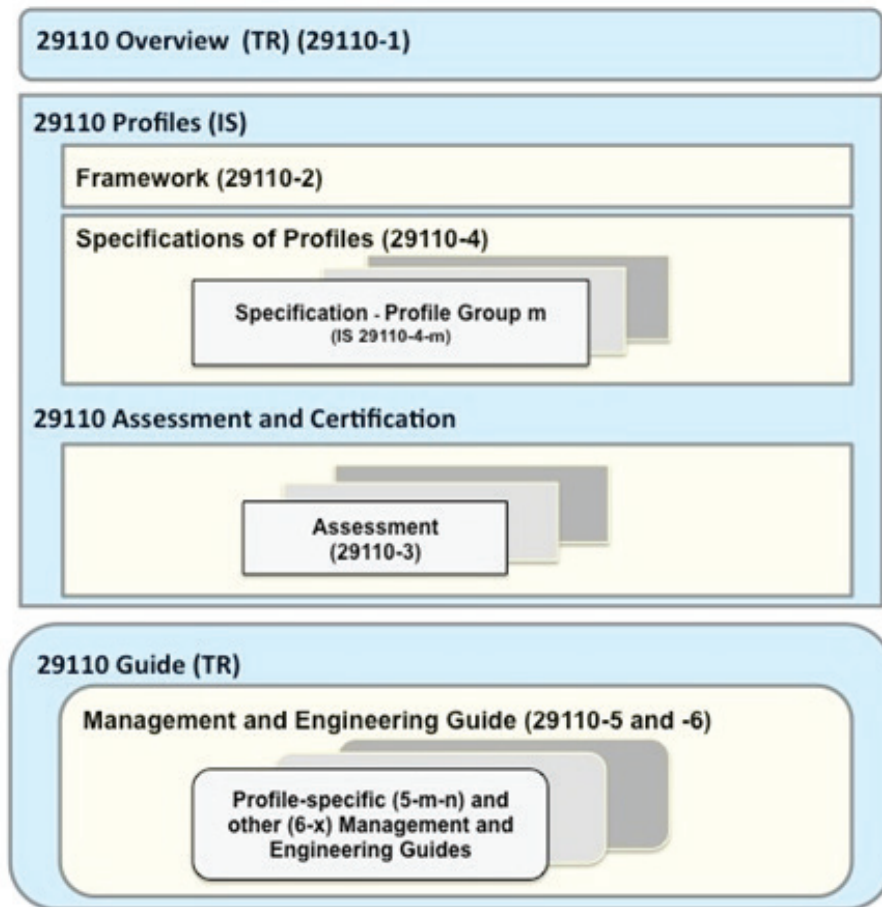 29110 Overview (TR) (29110-1)
29110 Profiles (IS)
Framework (29110-2)
Specifications of Profiles (29110-4)
Specification - Profile Group m
(IS 29110-4-m)
29110 Assessment and Certification
Assessment
(29110-3)
29110 Guide (TR)
Management and Engineering Guide (29110-5 and -6)
Profile-specific (5-m-n) and
other (6-x) Management and
Engineering Guides